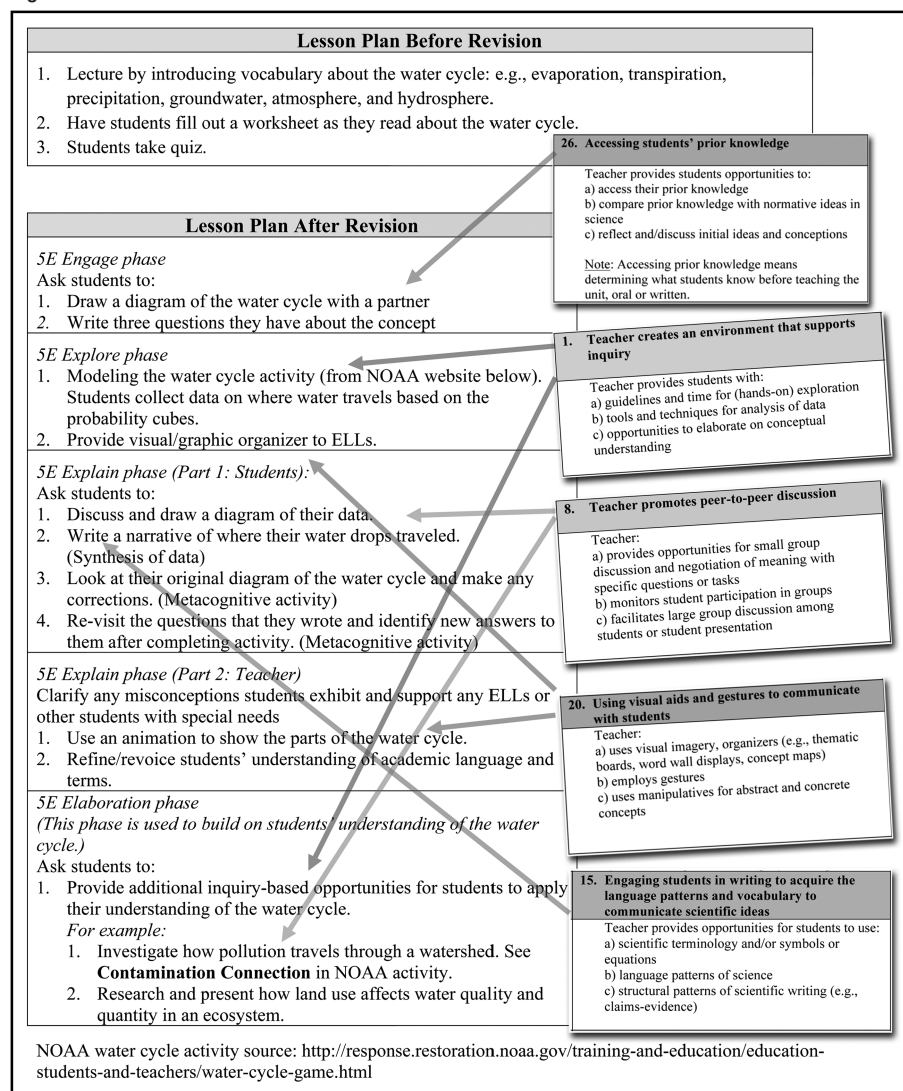 Lesson Plan Before Revision
1. Lecture by introducing vocabulary about the water cycle: e.g., evaporation, transpiration,
precipitation, groundwater, atmosphere, and hydrosphere.
2. Have students fill out a worksheet as they read about the water cycle.
3. Students take quiz.
26. Accessing students' prior knowledge
Teacher provides students opportunities to:
a) access their prior knowledge
b) compare prior knowledge with normative ideas in
science
c) reflect and/discuss initial ideas and conceptions
Note: Accessing prior knowledge means
determining what students know before teaching the
unit, oral or written.
Lesson Plan After Revision
5E Engage phase
Ask students to:
1. Draw a diagram of the water cycle with a partner
2. Write three questions they have about the concept
5E Explore phase
1. Modeling the water cycle activity (from NOAA website below).
Students collect data on where water travels based on the
probability cubes.
2. Provide visual/graphic organizer to ELLs.
5E Explain phase (Part 1: Students):
Ask students to:
1. Discuss and draw a diagram of their data.
2. Write a narrative of where their water drops traveled.
(Synthesis of data)
3. Look at their original diagram of the water cycle and make any
corrections. (Metacognitive activity)
4. Re-visit the questions that they wrote and identify new answers to
them after completing activity. (Metacognitive activity)
5E Explain phase (Part 2: Teacher)
Clarify any misconceptions students exhibit and support any ELLs or
other students with special needs
1. Use an animation to show the parts of the water cycle.
2. Refine/revoice students' understanding of academic language and
terms.
5E Elaboration phase
(This phase is used to build on students' understanding of the water
cycle.)
Ask students to:
1. Provide additional inquiry-based opportunities for students to apply
their understanding of the water cycle.
For example:
1. Investigate how pollution travels through a watershed. See
Contamination Connection in NOAA activity.
2. Research and present how land use affects water quality and
quantity in an ecosystem.
1. Teacher creates an environment that supports
inquiry
Teacher provides students with:
a) guidelines and time for (hands-on) exploration
b) tools and techniques for analysis of data
c) opportunities to elaborate on conceptual
understanding
8. Teacher promotes peer-to-peer discussion
Teacher:
a) provides opportunities for small group
discussion and negotiation of meaning with
specific questions or tasks
b) monitors student participation in groups
c) facilitates large group discussion among
students or student presentation
20. Using visual aids and gestures to communicate
with students
Teacher:
a) uses visual imagery, organizers (e.g., thematic
boards, word wall displays, concept maps)
b) employs gestures
c) uses manipulatives for abstract and concrete
concepts
15. Engaging students in writing to acquire the
language patterns and vocabulary to
communicate scientific ideas
Teacher provides opportunities for students to use:
a) scientific terminology and/or symbols or
equations
b) language patterns of science
c) structural patterns of scientific writing (e.g.,
claims-evidence)
NOAA water cycle activity source: http://response.restoration.noaa.gov/training-and-education/education-
students-and-teachers/water-cycle-game.html